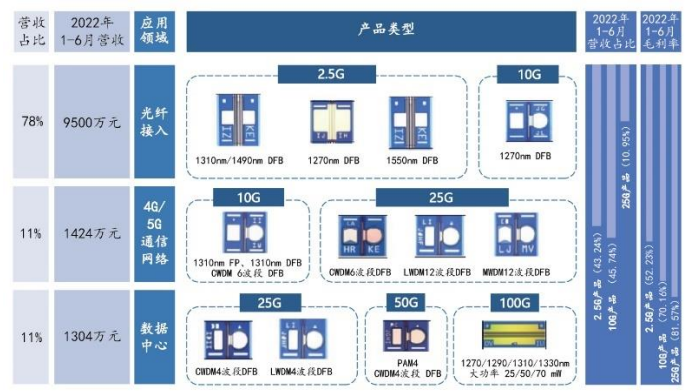 营收占比
2022年
1-6月营收
应用领域
产品类型
2022年
1-6月
营收占比
2022年
1-6月
毛利率
78%
9500万元
光纤接入
2.5G
1310nm/1490nm DFB
1270nm DFB
1550nm DFB
10G
1270nm DFB
11%
1424万元
4G/
5G
通信
网络
10G
1310nm FP、1310nm DFB
CWDM 6波段 DFB
25G
CWDM6波段DFB
LWDM12波段DFB
MWDM12波段DFB
11%
1304万元
数据中心
25G
CWDM4波段DFB
LWDM4波段DFB
50G
PAM4
CWDM4波段 DFB
100G
1270/1290/1310/1330nm
大功率 25/50/70 mW
2.5G产品 (43.24%)
10G产品 (45.74%)
25G产品 (10.95%)
2.5G产品 (52.23%)
10G产品 (70.16%)
25G产品 (81.57%)